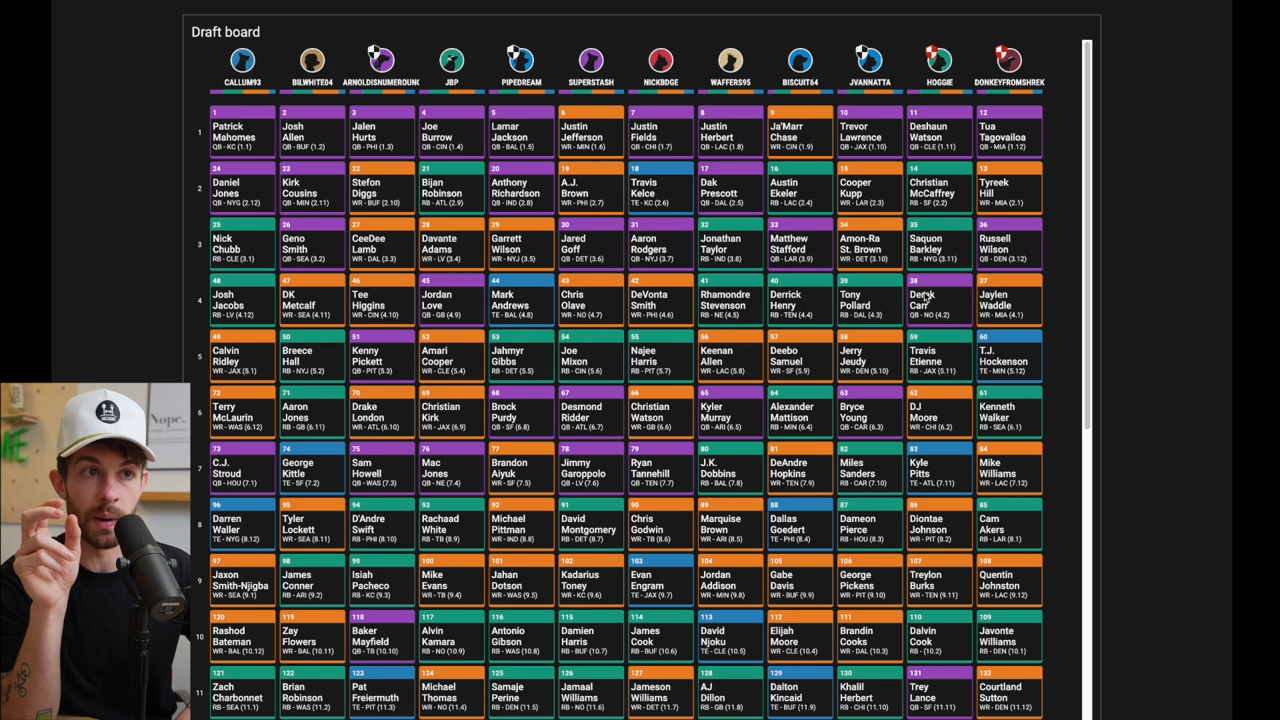 Draft board
CALLUM93 BILWHITE04 ARNOLDISNUMEROUN JBP PIPEDREAM SUPERSTASH NICKBDGE WAFFERS95 BISCUIT64 JVANNATTA HOGGIE DONKEYFROMSHREK
1 2 3 4 5 6 7 8 9 10 11 12
1 Patrick Josh Jalen Joe Lamar Justin Justin Justin Ja'Marr Trevor Deshaun Tua
Mahomes Allen Hurts Burrow Jackson Jefferson Fields Herbert Chase Lawrence Watson Tagovailoa
QB - KC (1.1) QB - BUF (1.2) QB - PHI (1.3) QB - CIN (1.4) QB - BAL (1.5) WR - MIN (1.6) QB - CHI (1.7) QB - LAC (1.8) WR - CIN (1.9) QB - JAX (1.10) QB - CLE (1.11) QB - MIA (1.12)
24 23 22 21 20 19 18 17 16 15 14 13
2 Daniel Kirk Stefon Bijan Anthony A.J. Travis Dak Austin Cooper Christian Tyreek
Jones Cousins Diggs Robinson Richardson Brown Kelce Prescott Ekeler Kupp McCaffrey Hill
QB - NYG (2.12) QB - MIN (2.11) WR - BUF (2.10) RB - ATL (2.9) QB - IND (2.8) WR - PHI (2.7) TE - KC (2.6) QB - DAL (2.5) RB - LAC (2.4) WR - LAR (2.3) RB - SF (2.2) WR - MIA (2.1)
25 26 27 28 29 30 31 32 33 34 35 36
3 Nick Geno CeeDee Davante Garrett Jared Aaron Jonathan Matthew Amon-Ra Saquon Russell
Chubb Smith Lamb Adams Wilson Goff Rodgers Taylor Stafford St. Brown Barkley Wilson
RB - CLE (3.1) QB - SEA (3.2) WR - DAL (3.3) WR - LV (3.4) WR - NYJ (3.5) QB - DET (3.6) QB - NYJ (3.7) RB - IND (3.8) QB - LAR (3.9) WR - DET (3.10) RB - NYG (3.11) QB - DEN (3.12)
48 47 46 45 44 43 42 41 40 39 38 37
4 Josh DK Tee Jordan Mark Chris DeVonta Rhamondre Derrick Tony Derek Jaylen
Jacobs Metcalf Higgins Love Andrews Olave Smith Stevenson Henry Pollard Carr Waddle
RB - LV (4.12) WR - SEA (4.11) WR - CIN (4.10) QB - GB (4.9) TE - BAL (4.8) WR - NO (4.7) WR - PHI (4.6) RB - NE (4.5) RB - TEN (4.4) RB - DAL (4.3) QB - NO (4.2) WR - MIA (4.1)
49 50 51 52 53 54 55 56 57 58 59 60
5 Calvin Breece Kenny Amari Jahmyr Joe Najee Keenan Deebo Jerry Travis T.J.
Ridley Hall Pickett Cooper Gibbs Mixon Harris Allen Samuel Jeudy Etienne Hockenson
WR - JAX (5.1) RB - NYJ (5.2) QB - PIT (5.3) WR - CLE (5.4) RB - DET (5.5) RB - CIN (5.6) RB - PIT (5.7) WR - LAC (5.8) WR - SF (5.9) WR - DEN (5.10) RB - JAX (5.11) TE - MIN (5.12)
72 71 70 69 68 67 66 65 64 63 62 61
6 Terry Aaron Drake Christian Brock Desmond Christian Kyler Alexander Bryce DJ Kenneth
McLaurin Jones London Kirk Purdy Ridder Watson Murray Mattison Young Moore Walker
WR - WAS (6.12) RB - GB (6.11) WR - ATL (6.10) WR - JAX (6.9) QB - SF (6.8) QB - ATL (6.7) WR - GB (6.6) QB - ARI (6.5) RB - MIN (6.4) QB - CAR (6.3) WR - CHI (6.2) RB - SEA (6.1)
73 74 75 76 77 78 79 80 81 82 83 84
7 C.J. George Sam Mac Brandon Jimmy Ryan J.K. DeAndre Miles Kyle Mike
Stroud Kittle Howell Jones Aiyuk Garoppolo Tannehill Dobbins Hopkins Sanders Pitts Williams
QB - HOU (7.1) TE - SF (7.2) QB - WAS (7.3) QB - NE (7.4) WR - SF (7.5) QB - LV (7.6) QB - TEN (7.7) RB - BAL (7.8) WR - TEN (7.9) RB - CAR (7.10) TE - ATL (7.11) WR - LAC (7.12)
96 95 94 93 92 91 90 89 88 87 86 85
8 Darren Tyler D'Andre Rachaad Michael David Chris Marquise Dallas Dameon Diontae Cam
Waller Lockett Swift White Pittman Montgomery Godwin Brown Goedert Pierce Johnson Akers
TE - NYG (8.12) WR - SEA (8.11) RB - PHI (8.10) RB - TB (8.9) WR - IND (8.8) RB - DET (8.7) WR - TB (8.6) WR - ARI (8.5) TE - PHI (8.4) RB - HOU (8.3) WR - PIT (8.2) RB - LAR (8.1)
97 98 99 100 101 102 103 104 105 106 107 108
9 Jaxon James Isiah Mike Jahan Kadarius Evan Jordan Gabe George Treylon Quentin
Smith-Njigba Conner Pacheco Evans Dotson Toney Engram Addison Davis Pickens Burks Johnston
WR - SEA (9.1) RB - ARI (9.2) RB - KC (9.3) WR - TB (9.4) WR - WAS (9.5) WR - KC (9.6) TE - JAX (9.7) WR - MIN (9.8) WR - BUF (9.9) WR - PIT (9.10) WR - TEN (9.11) WR - LAC (9.12)
120 119 118 117 116 115 114 113 112 111 110 109
10 Rashod Zay Baker Alvin Antonio Damien James David Elijah Brandin Dalvin Javonte
Bateman Flowers Mayfield Kamara Gibson Harris Cook Njoku Moore Cooks Cook Williams
WR - BAL (10.12) WR - BAL (10.11) QB - TB (10.10) RB - NO (10.9) RB - WAS (10.8) RB - BUF (10.7) RB - BUF (10.6) TE - CLE (10.5) WR - CLE (10.4) WR - DAL (10.3) RB - (10.2) RB - DEN (10.1)
121 122 123 124 125 126 127 128 129 130 131 132
11 Zach Brian Pat Michael Samaje Jamaal Jameson AJ Dalton Khalil Trey Courtland
Charbonnet Robinson Freiermuth Thomas Perine Williams Williams Dillon Kincaid Herbert Lance Sutton
RB - SEA (11.1) RB - WAS (11.2) TE - PIT (11.3) WR - NO (11.4) RB - DEN (11.5) RB - NO (11.6) WR - DET (11.7) RB - GB (11.8) TE - BUF (11.9) RB - CHI (11.10) QB - SF (11.11) WR - DEN (11.12)
Nope.